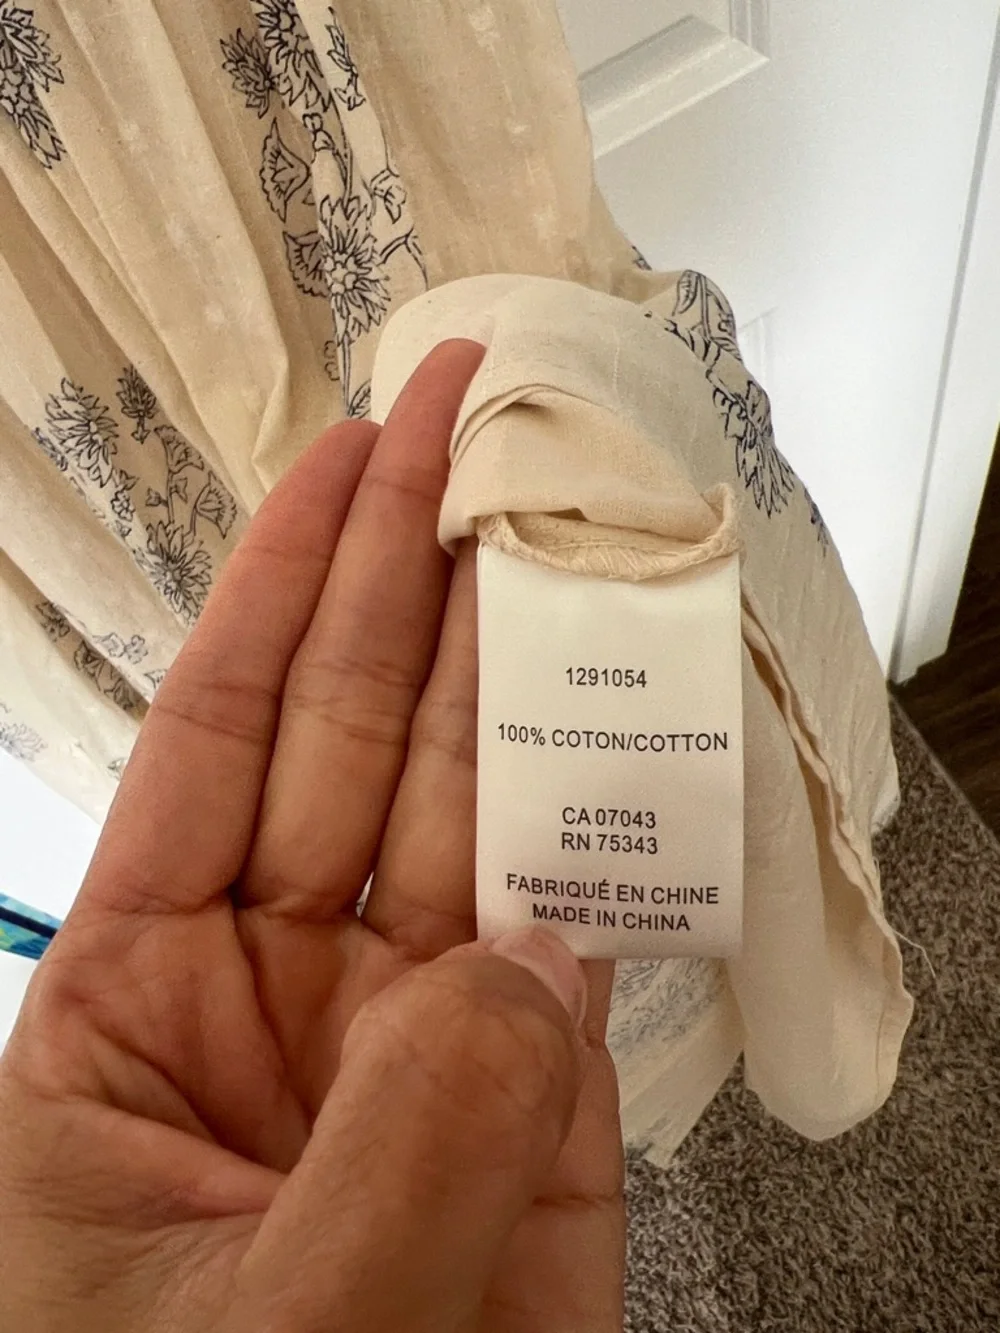 1291054
100% COTON/COTTON
CA 07043
RN 75343
FABRIQUÉ EN CHINE
MADE IN CHINA